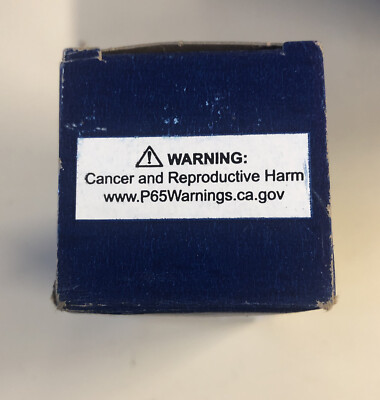 ⚠ WARNING:
Cancer and Reproductive Harm
www.P65Warnings.ca.gov